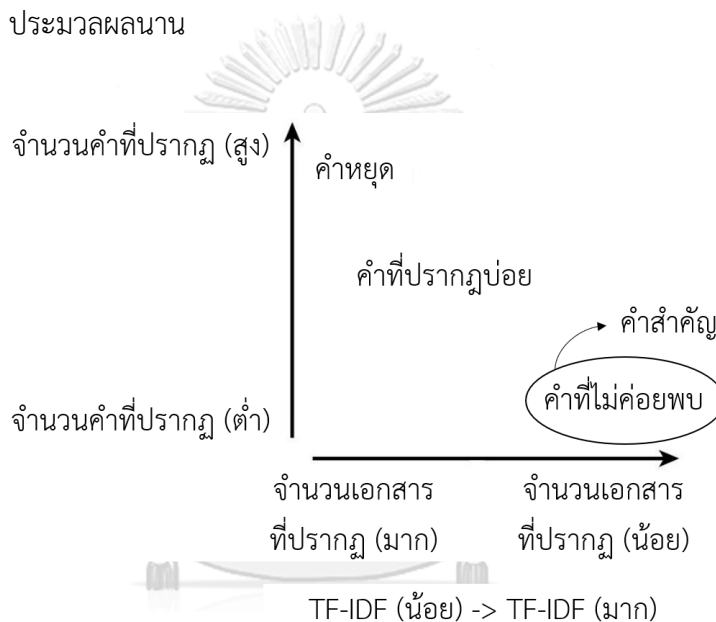 ประมวลผลนาน
จำนวนคำที่ปรากฏ (สูง)
คำหยุด
คำที่ปรากฎบ่อย
คำสำคัญ
คำที่ไม่ค่อยพบ
จำนวนคำที่ปรากฏ (ต่ำ)
จำนวนเอกสาร
ที่ปรากฏ (มาก)
จำนวนเอกสาร
ที่ปรากฏ (น้อย)
TF-IDF (น้อย) -> TF-IDF (มาก)